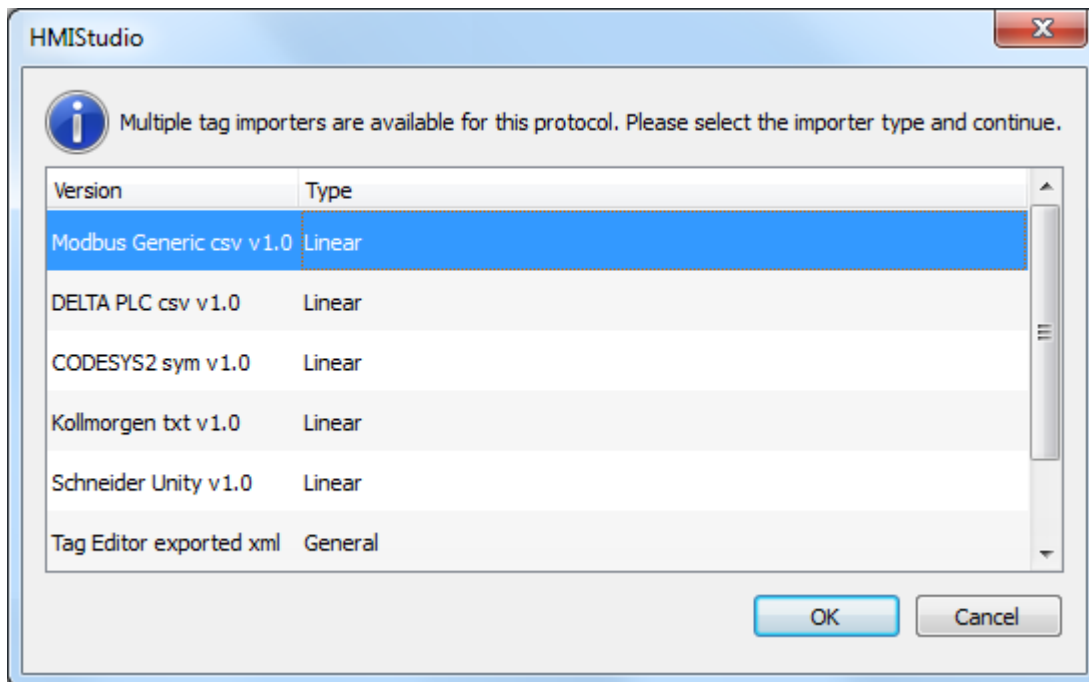 HMIStudio
Multiple tag importers are available for this protocol. Please select the importer type and continue.
Version Type
Modbus Generic csv v1.0 Linear
DELTA PLC csv v1.0 Linear
CODESYS2 sym v1.0 Linear
Kollmorgen txt v1.0 Linear
Schneider Unity v1.0 Linear
Tag Editor exported xml General
OK Cancel